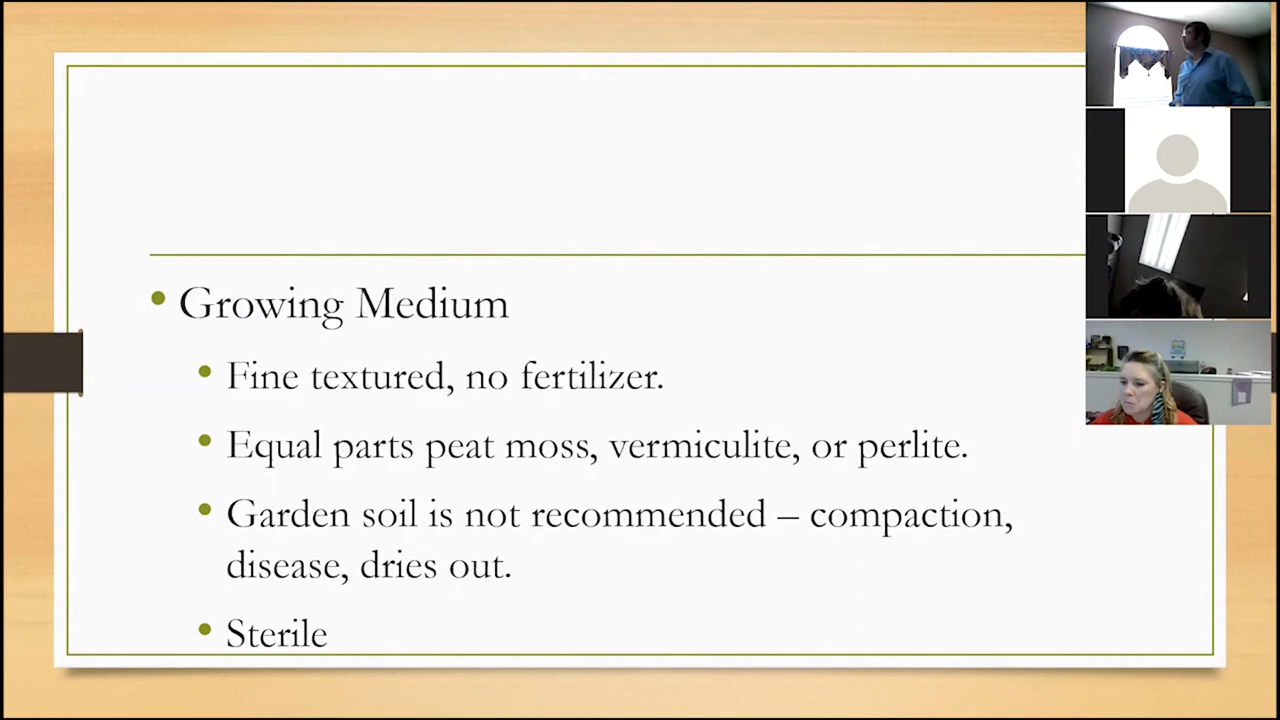 Growing Medium
Fine textured, no fertilizer.
Equal parts peat moss, vermiculite, or perlite.
Garden soil is not recommended – compaction,
disease, dries out.
Sterile